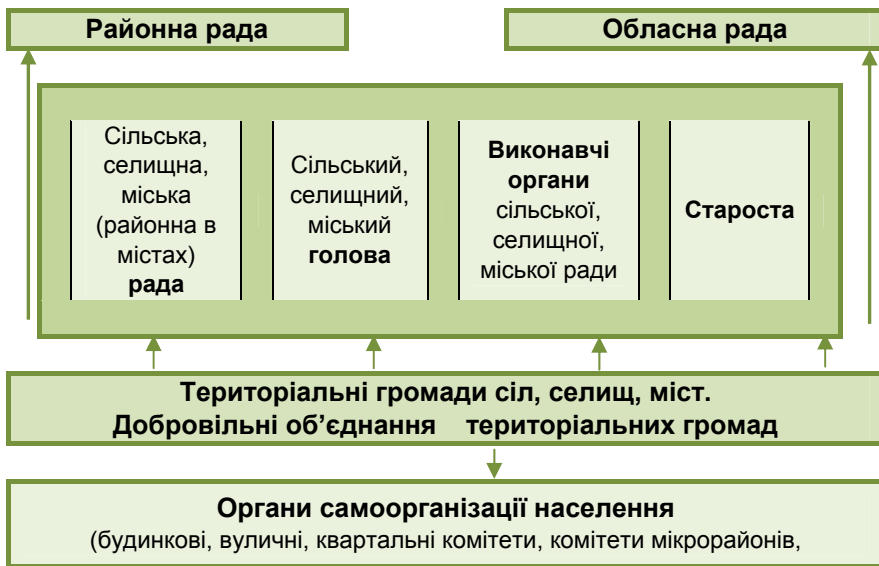 Районна рада
Обласна рада
Сільська,
селищна,
міська
(районна в
містах)
рада
Сільський,
селищний,
міський
голова
Виконавчі
органи
сільської,
селищної,
міської ради
Староста
Територіальні громади сіл, селищ, міст.
Добровільні об’єднання територіальних громад
Органи самоорганізації населення
(будинкові, вуличні, квартальні комітети, комітети мікрорайонів,